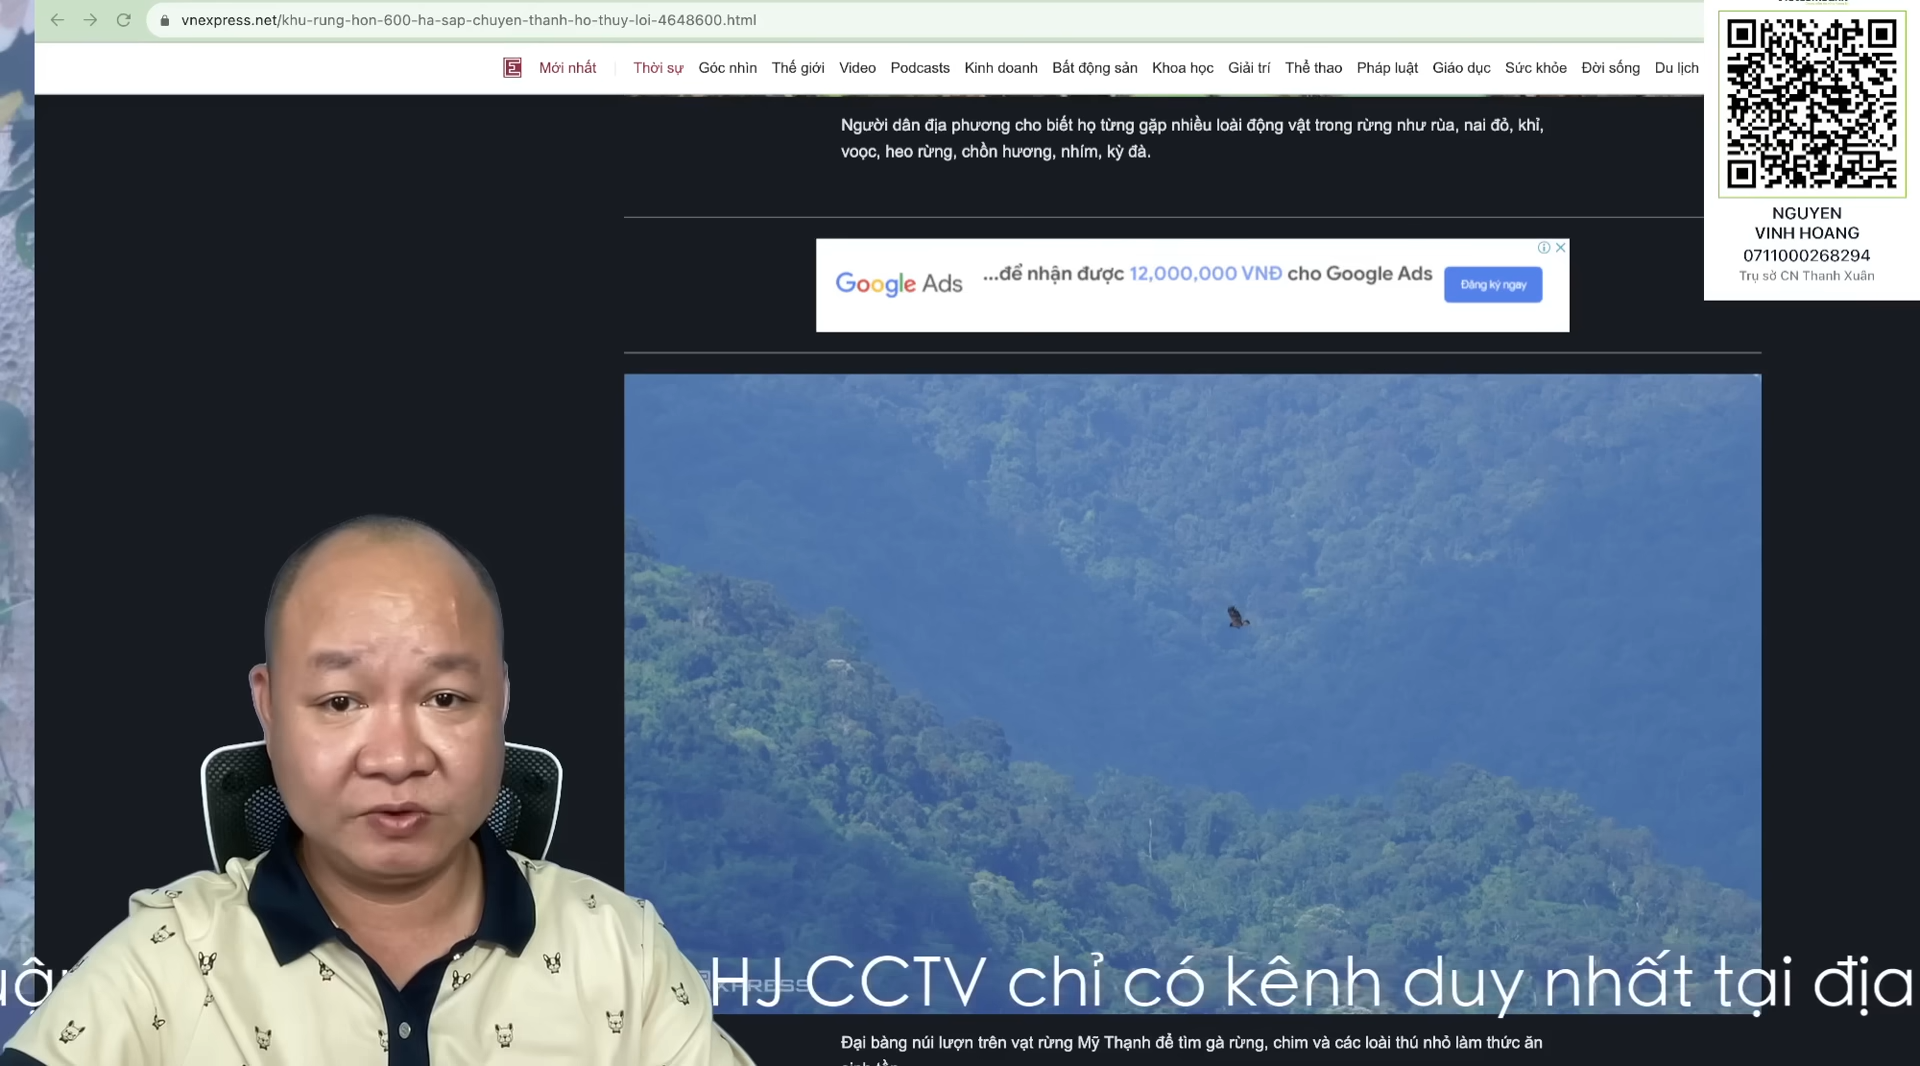 vnexpress.net/khu-rung-hon-600-ha-sap-chuyen-thanh-ho-thuy-loi-4648600.html
Mới nhất Thời sự Góc nhìn Thế giới Video Podcasts Kinh doanh Bất động sản Khoa học Giải trí Thể thao Pháp luật Giáo dục Sức khỏe Đời sống Du lịch
Người dân địa phương cho biết họ từng gặp nhiều loài động vật trong rừng như rùa, nai đỏ, khỉ,
voọc, heo rừng, chồn hương, nhím, kỳ đà.
NGUYEN
VINH HOANG
0711000268294
Trụ sở CN Thanh Xuân
Google Ads ...để nhận được 12,000,000 VNĐ cho Google Ads Đăng ký ngay
HJ CCTV chỉ có kênh duy nhất tại địa
Đại bàng núi lượn trên vạt rừng Mỹ Thạnh để tìm gà rừng, chim và các loài thú nhỏ làm thức ăn